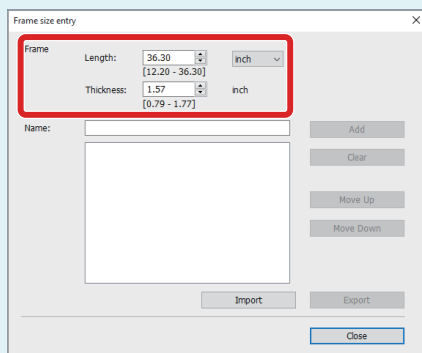 Frame size entry
Frame
Length: 36.30 inch
[12.20 - 36.30]
Thickness: 1.57 inch
[0.79 - 1.77]
Name: Add
Clear
Move Up
Move Down
Import Export
Close